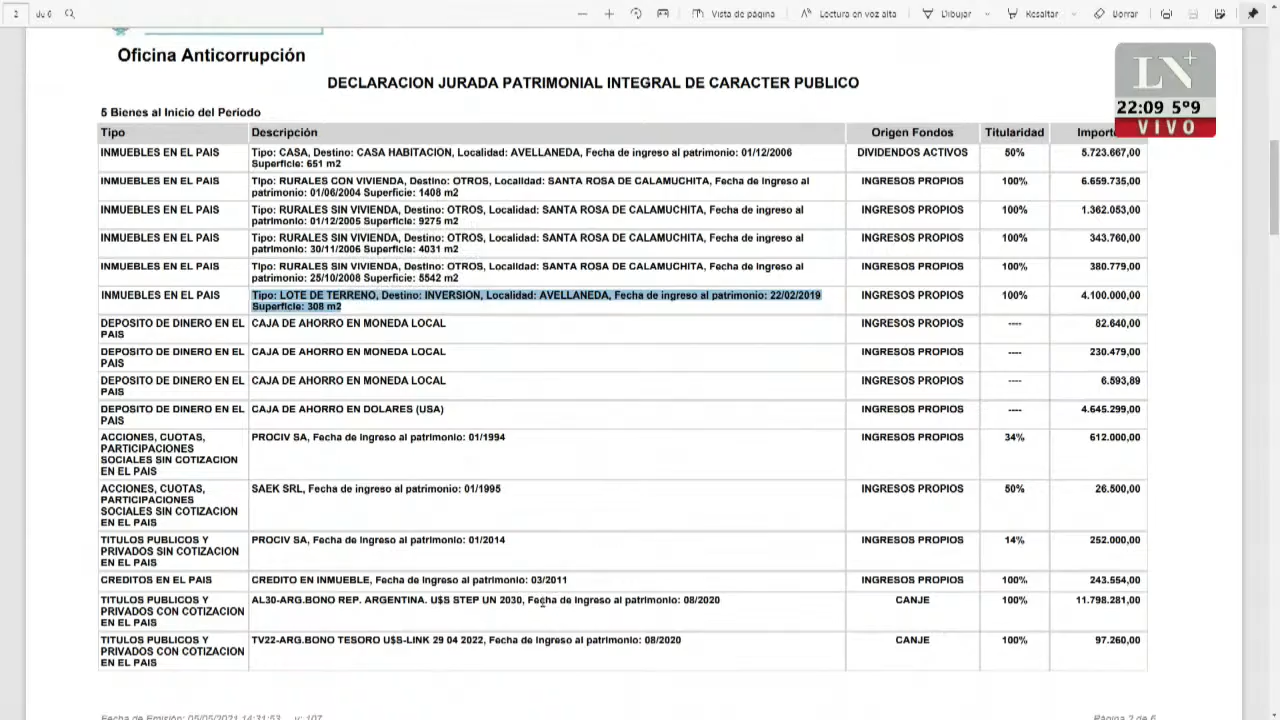 2 de 6 Vista de página Lectura en voz alta Dibujar Resaltar Borrar
LN+
22:09 5°9
VIVO
Oficina Anticorrupción
DECLARACION JURADA PATRIMONIAL INTEGRAL DE CARACTER PUBLICO
5 Bienes al Inicio del Periodo
Tipo Descripción Origen Fondos Titularidad
INMUEBLES EN EL PAIS Tipo: CASA, Destino: CASA HABITACION, Localidad: AVELLANEDA, Fecha de ingreso al patrimonio: 01/12/2006 DIVIDENDOS ACTIVOS 50% 5.723.667,00
Superficie: 651 m2
INMUEBLES EN EL PAIS Tipo: RURALES CON VIVIENDA, Destino: OTROS, Localidad: SANTA ROSA DE CALAMUCHITA, Fecha de ingreso al INGRESOS PROPIOS 100% 6.659.735,00
patrimonio: 01/06/2004 Superficie: 1408 m2
INMUEBLES EN EL PAIS Tipo: RURALES SIN VIVIENDA, Destino: OTROS, Localidad: SANTA ROSA DE CALAMUCHITA, Fecha de ingreso al INGRESOS PROPIOS 100% 1.362.053,00
patrimonio: 01/12/2005 Superficie: 9275 m2
INMUEBLES EN EL PAIS Tipo: RURALES SIN VIVIENDA, Destino: OTROS, Localidad: SANTA ROSA DE CALAMUCHITA, Fecha de ingreso al INGRESOS PROPIOS 100% 343.760,00
patrimonio: 30/11/2006 Superficie: 4031 m2
INMUEBLES EN EL PAIS Tipo: RURALES SIN VIVIENDA, Destino: OTROS, Localidad: SANTA ROSA DE CALAMUCHITA, Fecha de ingreso al INGRESOS PROPIOS 100% 380.779,00
patrimonio: 25/10/2008 Superficie: 5542 m2
INMUEBLES EN EL PAIS Tipo: LOTE DE TERRENO, Destino: INVERSION, Localidad: AVELLANEDA, Fecha de ingreso al patrimonio: 22/02/2019 INGRESOS PROPIOS 100% 4.100.000,00
Superficie: 308 m2
DEPOSITO DE DINERO EN EL CAJA DE AHORRO EN MONEDA LOCAL INGRESOS PROPIOS ---- 82.640,00
PAIS
DEPOSITO DE DINERO EN EL CAJA DE AHORRO EN MONEDA LOCAL INGRESOS PROPIOS ---- 230.479,00
PAIS
DEPOSITO DE DINERO EN EL CAJA DE AHORRO EN MONEDA LOCAL INGRESOS PROPIOS ---- 6.593,89
PAIS
DEPOSITO DE DINERO EN EL CAJA DE AHORRO EN DOLARES (USA) INGRESOS PROPIOS ---- 4.645.299,00
PAIS
ACCIONES, CUOTAS, PROCIV SA, Fecha de ingreso al patrimonio: 01/1994 INGRESOS PROPIOS 34% 612.000,00
PARTICIPACIONES
SOCIALES SIN COTIZACION
EN EL PAIS
ACCIONES, CUOTAS, SAEK SRL, Fecha de ingreso al patrimonio: 01/1995 INGRESOS PROPIOS 50% 26.500,00
PARTICIPACIONES
SOCIALES SIN COTIZACION
EN EL PAIS
TITULOS PUBLICOS Y PROCIV SA, Fecha de ingreso al patrimonio: 01/2014 INGRESOS PROPIOS 14% 252.000,00
PRIVADOS SIN COTIZACION
EN EL PAIS
CREDITOS EN EL PAIS CREDITO EN INMUEBLE, Fecha de ingreso al patrimonio: 03/2011 INGRESOS PROPIOS 100% 243.554,00
TITULOS PUBLICOS Y AL30-ARG.BONO REP. ARGENTINA. U$S STEP UN 2030, Fecha de ingreso al patrimonio: 08/2020 CANJE 100% 11.798.281,00
PRIVADOS CON COTIZACION
EN EL PAIS
TITULOS PUBLICOS Y TV22-ARG.BONO TESORO U$S-LINK 29 04 2022, Fecha de ingreso al patrimonio: 08/2020 CANJE 100% 97.260,00
PRIVADOS CON COTIZACION
EN EL PAIS
Fecha de Emisión: 05/05/2021 14:31:53 v: 107 Página 2 de 6